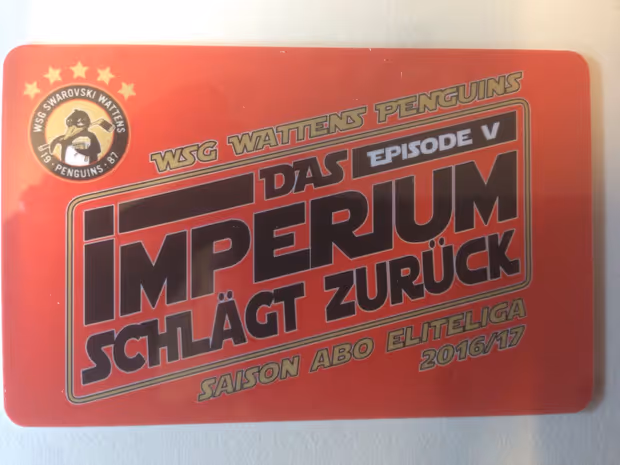 WSG SWAROVSKI WATTENS
19 · PENGUINS · 87
WSG WATTENS PENGUINS
DAS EPISODE V
IMPERIUM
SCHLÄGT ZURÜCK
SAISON ABO ELITELIGA
2016/17